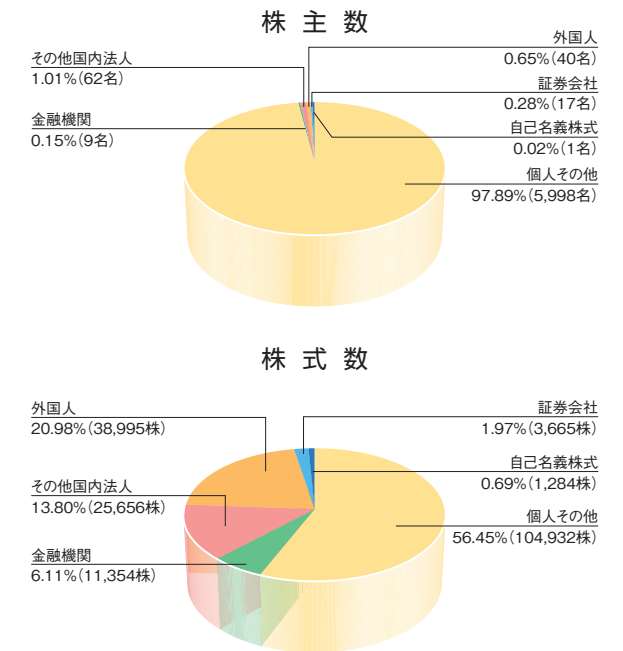 株主数
外国人
0.65%(40名)
その他国内法人
1.01%(62名)
証券会社
0.28%(17名)
金融機関
0.15%(9名)
自己名義株式
0.02%(1名)
個人その他
97.89%(5,998名)
株式数
外国人
20.98%(38,995株)
証券会社
1.97%(3,665株)
自己名義株式
0.69%(1,284株)
その他国内法人
13.80%(25,656株)
個人その他
56.45%(104,932株)
金融機関
6.11%(11,354株)